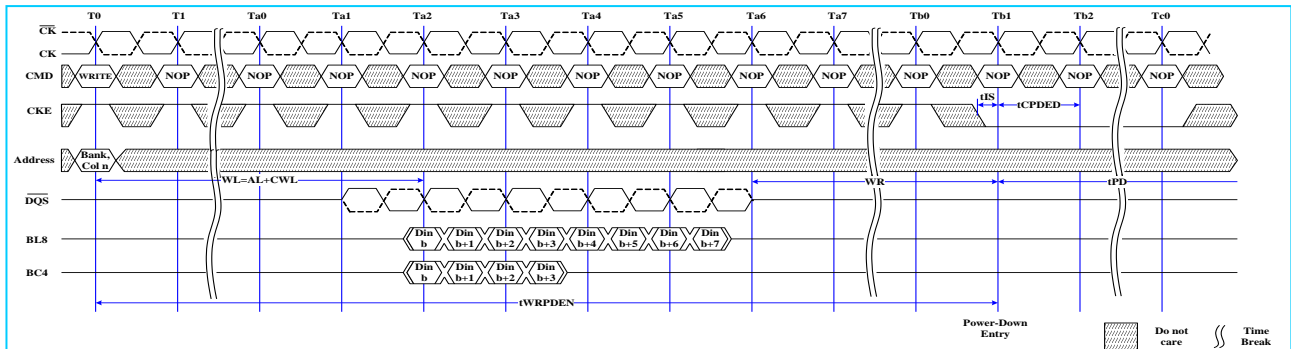 T0 T1 Ta0 Ta1 Ta2 Ta3 Ta4 Ta5 Ta6 Ta7 Tb0 Tb1 Tb2 Tc0
CK
CK
CMD WRITE NOP NOP NOP NOP NOP NOP NOP NOP NOP NOP NOP NOP NOP
tIS
CKE tCPDED
Address Bank,
Col n
WL=AL+CWL WR tPD
DQS
BL8 Din Din Din Din Din Din Din Din
b b+1 b+2 b+3 b+4 b+5 b+6 b+7
BC4 Din Din Din Din
b b+1 b+2 b+3
tWRPDEN
Power-Down
Entry
Do not
care
Time
Break